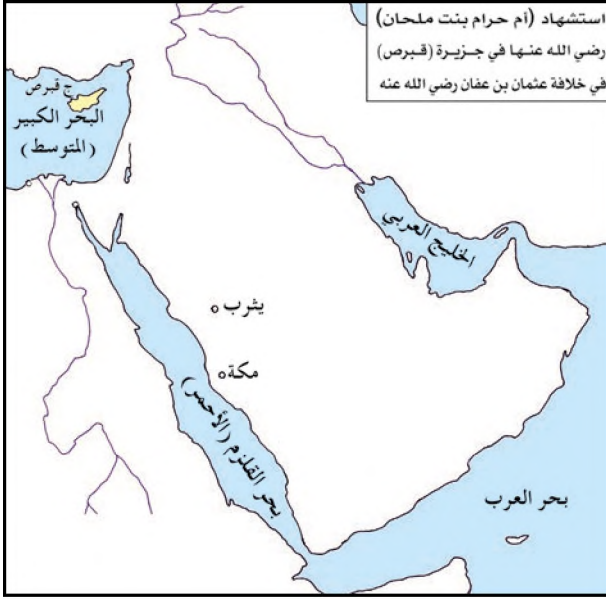 استشهاد (أم حرام بنت ملحان)
رضي الله عنها في جزيرة (قبرص)
في خلافة عثمان بن عفان رضي الله عنه
ج قبرص
البحر الكبير
(المتوسط)
الخليج العربي
يثرب
مكة
بحر القلزم (الأحمر)
بحر العرب